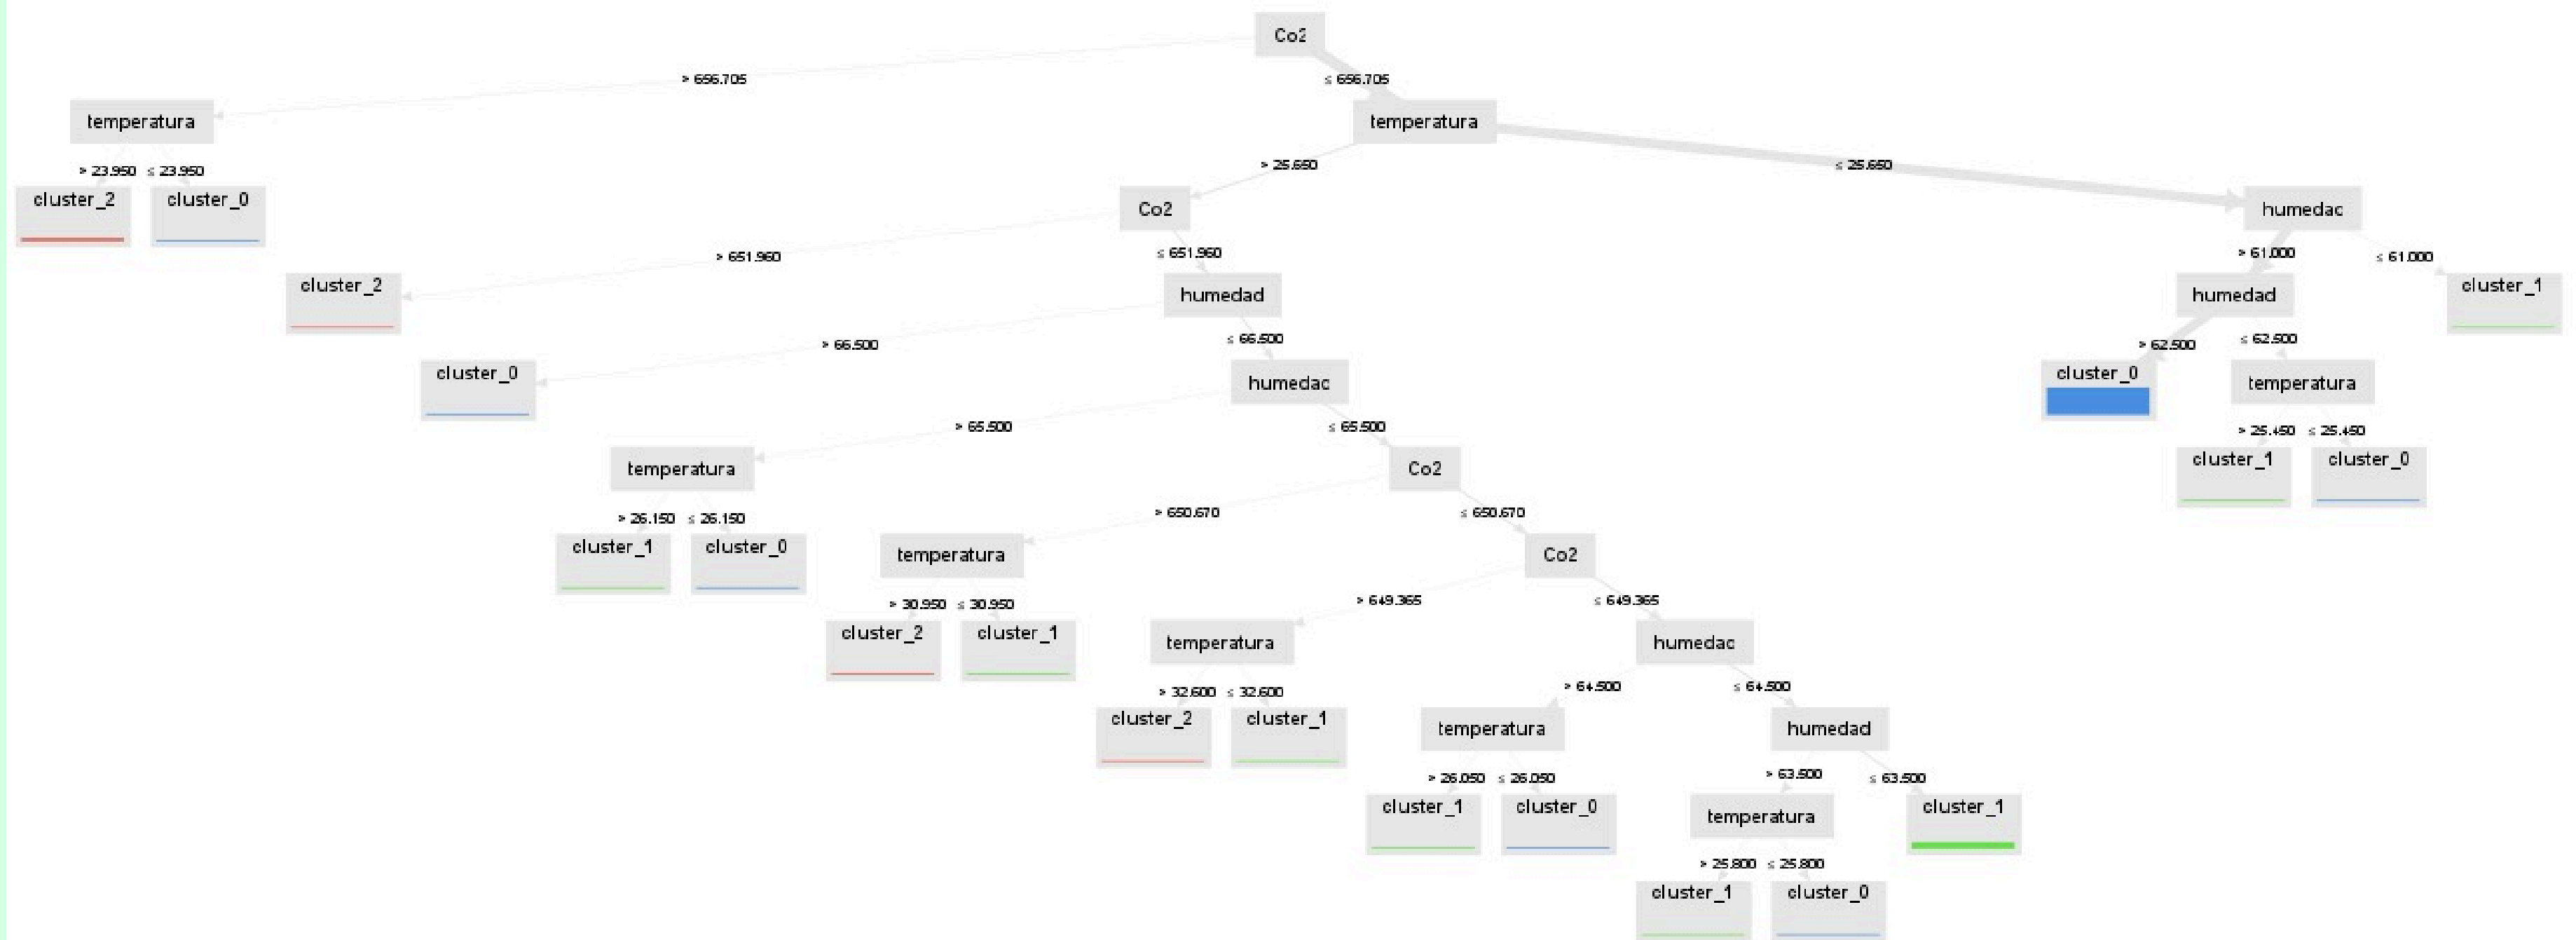 Co2
> 656.705
≤ 656.705
temperatura
temperatura
> 23.950
≤ 23.950
> 25.650
≤ 25.650
cluster_2
cluster_0
Co2
humedac
> 651.960
≤ 651.960
> 61.000
≤ 61.000
cluster_2
humedad
humedad
cluster_1
> 66.500
≤ 66.500
> 62.500
≤ 62.500
cluster_0
humedac
cluster_0
temperatura
> 65.500
≤ 65.500
> 25.450
≤ 25.450
temperatura
Co2
cluster_1
cluster_0
> 26.150
≤ 26.150
> 650.670
≤ 650.670
cluster_1
cluster_0
temperatura
Co2
> 30.950
≤ 30.950
> 649.365
≤ 649.365
cluster_2
cluster_1
temperatura
humedac
> 32.600
≤ 32.600
> 64.500
≤ 64.500
cluster_2
cluster_1
temperatura
humedad
> 26.050
≤ 26.050
> 63.500
≤ 63.500
cluster_1
cluster_0
temperatura
cluster_1
> 25.800
≤ 25.800
cluster_1
cluster_0